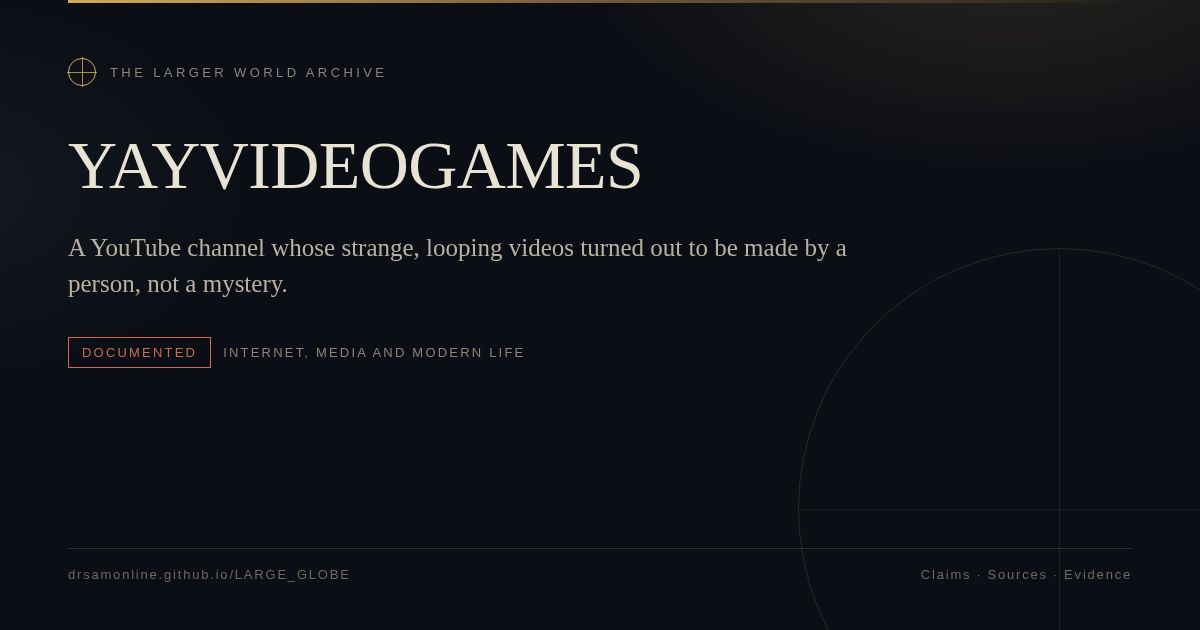 THE LARGER WORLD ARCHIVE
YAYVIDEOGAMES
A YouTube channel whose strange, looping videos turned out to be made by a
person, not a mystery.
DOCUMENTED INTERNET, MEDIA AND MODERN LIFE
drsamonline.github.io/LARGE_GLOBE Claims · Sources · Evidence